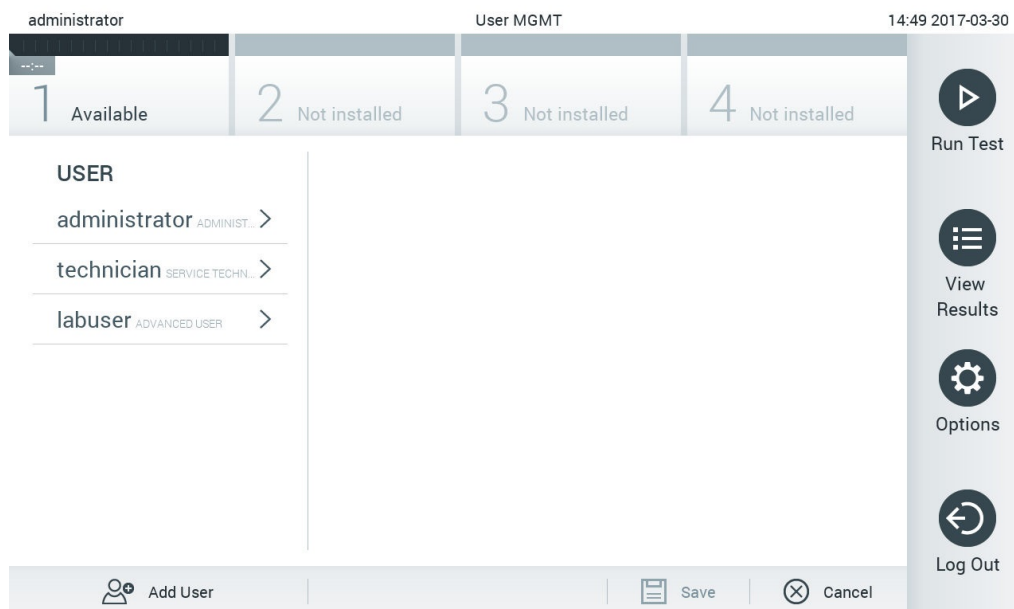 administrator User MGMT 14:49 2017-03-30
--:--
1 Available 2 Not installed 3 Not installed 4 Not installed
Run Test
USER
administrator ADMINIST...
technician SERVICE TECHN...
labuser ADVANCED USER
View
Results
Options
Log Out
Add User Save Cancel